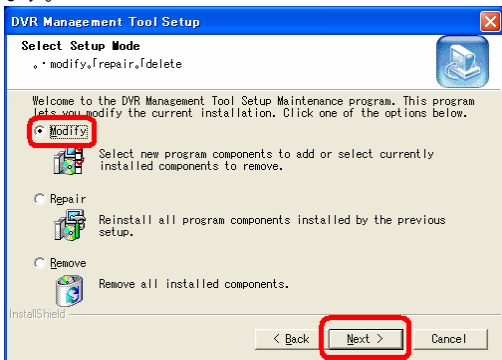 DVR Management Tool Setup
Select Setup Mode
。・modify。「repair。「delete
Welcome to the DVR Management Tool Setup Maintenance program. This program
lets you modify the current installation. Click one of the options below.
Modify
Select new program components to add or select currently
installed components to remove.
Repair
Reinstall all program components installed by the previous
setup.
Remove
Remove all installed components.
InstallShield
< Back Next > Cancel